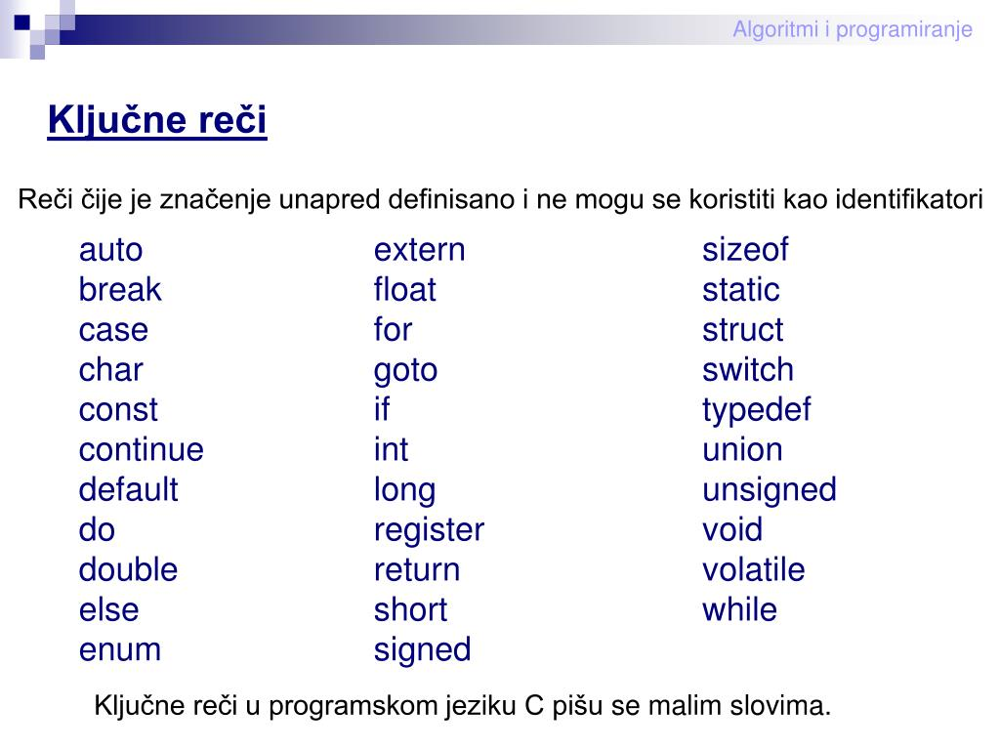 Algoritmi i programiranje
Ključne reči
Reči čije je značenje unapred definisano i ne mogu se koristiti kao identifikatori
auto extern sizeof
break float static
case for struct
char goto switch
const if typedef
continue int union
default long unsigned
do register void
double return volatile
else short while
enum signed
Ključne reči u programskom jeziku C pišu se malim slovima.